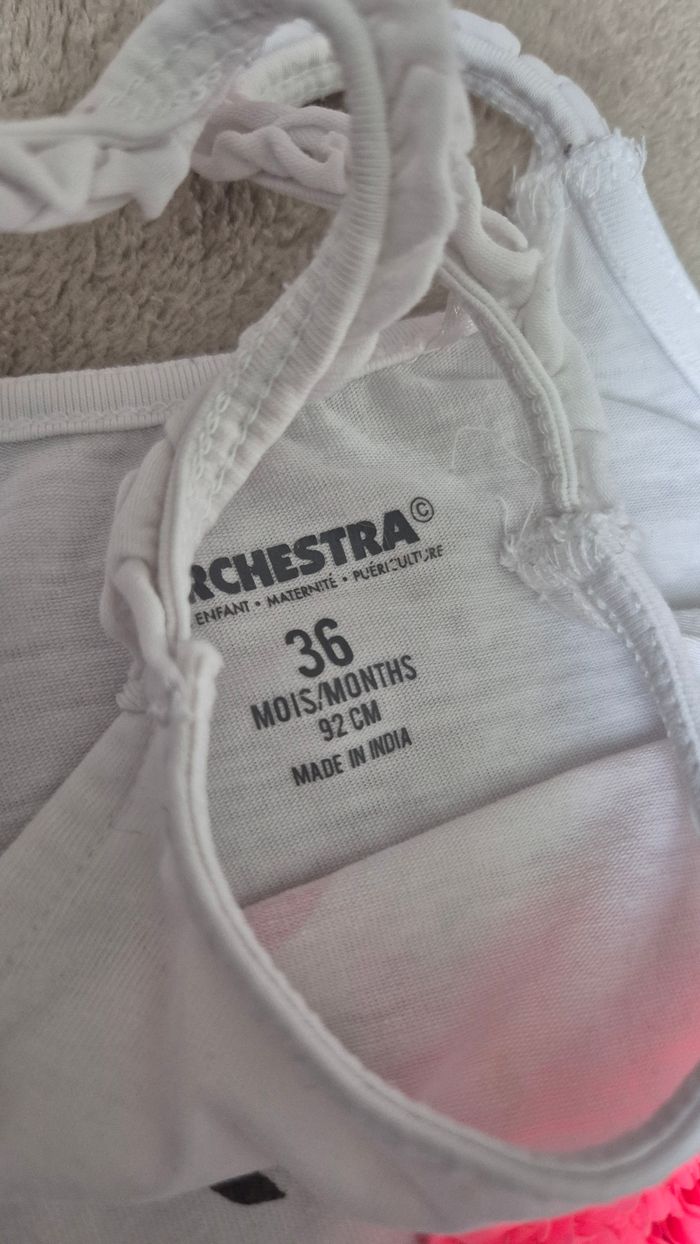 RCHESTRA©
ENFANT • MATERNITÉ • PUÉRICULTURE
36
MOIS/MONTHS
92 CM
MADE IN INDIA